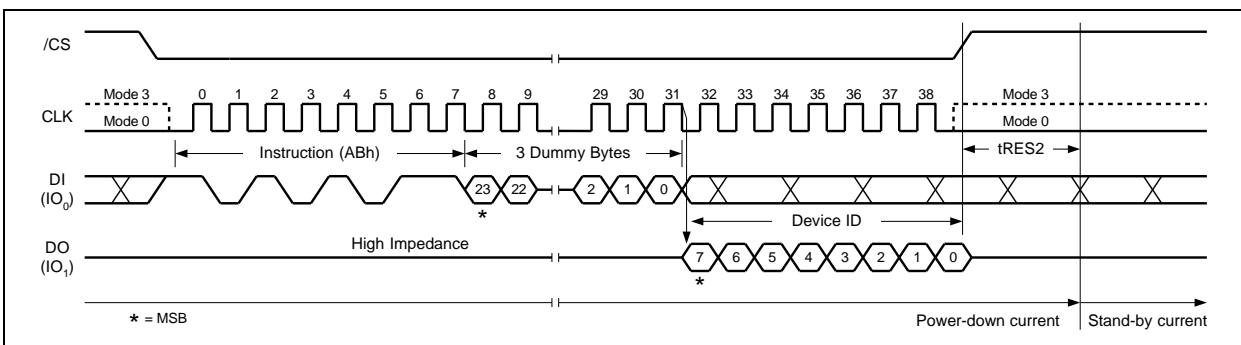 /CS
Mode 3 0 1 2 3 4 5 6 7 8 9 29 30 31 32 33 34 35 36 37 38 Mode 3
CLK
Mode 0 Mode 0
Instruction (ABh) 3 Dummy Bytes tRES2
DI
(IO0)
23 22 2 1 0
*
Device ID
High Impedance
DO
(IO1)
7 6 5 4 3 2 1 0
*
* = MSB
Power-down current Stand-by current